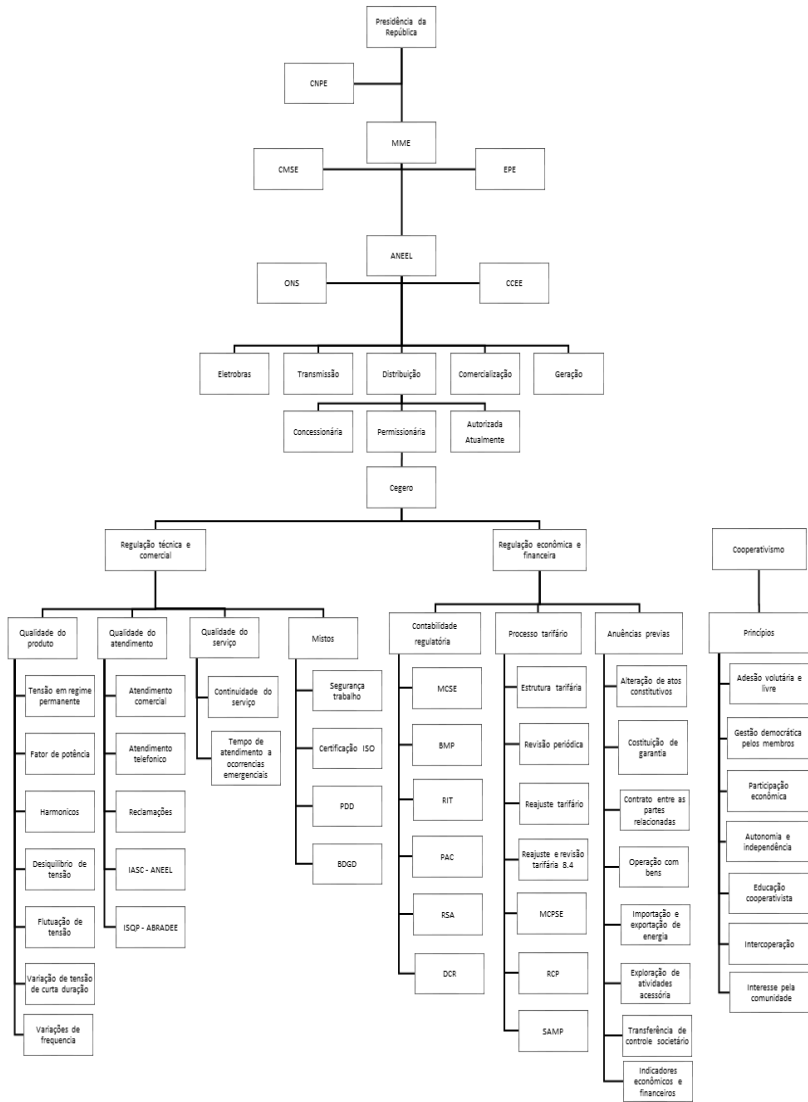 Presidência da
República
CNPE
MME
CMSE
EPE
ANEEL
ONS
CCEE
Eletrobras
Transmissão
Distribuição
Comercialização
Geração
Concessionária
Permissionária
Autorizada
Atualmente
Cegero
Regulação técnica e
comercial
Regulação econômica e
financeira
Cooperativismo
Qualidade do
produto
Tensão em regime
permanente
Fator de potência
Harmonicos
Desiquilibrio de
tensão
Flutuação de
tensão
Variação de tensão
de curta duração
Variações de
frequencia
Qualidade do
atendimento
Atendimento
comercial
Atendimento
telefonico
Reclamações
IASC - ANEEL
ISQP - ABRADEE
Qualidade do
serviço
Continuidade do
serviço
Tempo de
atendimento a
ocorrencias
emergenciais
Mistos
Segurança
trabalho
Certificação ISO
PDD
BDGD
Contabilidade
regulatória
MCSE
BMP
RIT
PAC
RSA
DCR
Processo tarifário
Estrutura tarifária
Revisão periódica
Reajuste tarifário
Reajuste e revisão
tarifária 8.4
MCPSE
RCP
SAMP
Anuências previas
Alteração de atos
constitutivos
Costituição de
garantia
Contrato entre as
partes
relacionadas
Operação com
bens
Importação e
exportação de
energia
Exploração de
atividades
acessória
Transferência de
controle societário
Indicadores
econômicos e
financeiros
Princípios
Adesão volutária e
livre
Gestão democrática
pelos membros
Participação
econômica
Autonomia e
independência
Educação
cooperativista
Intercoperação
Interesse pela
comunidade